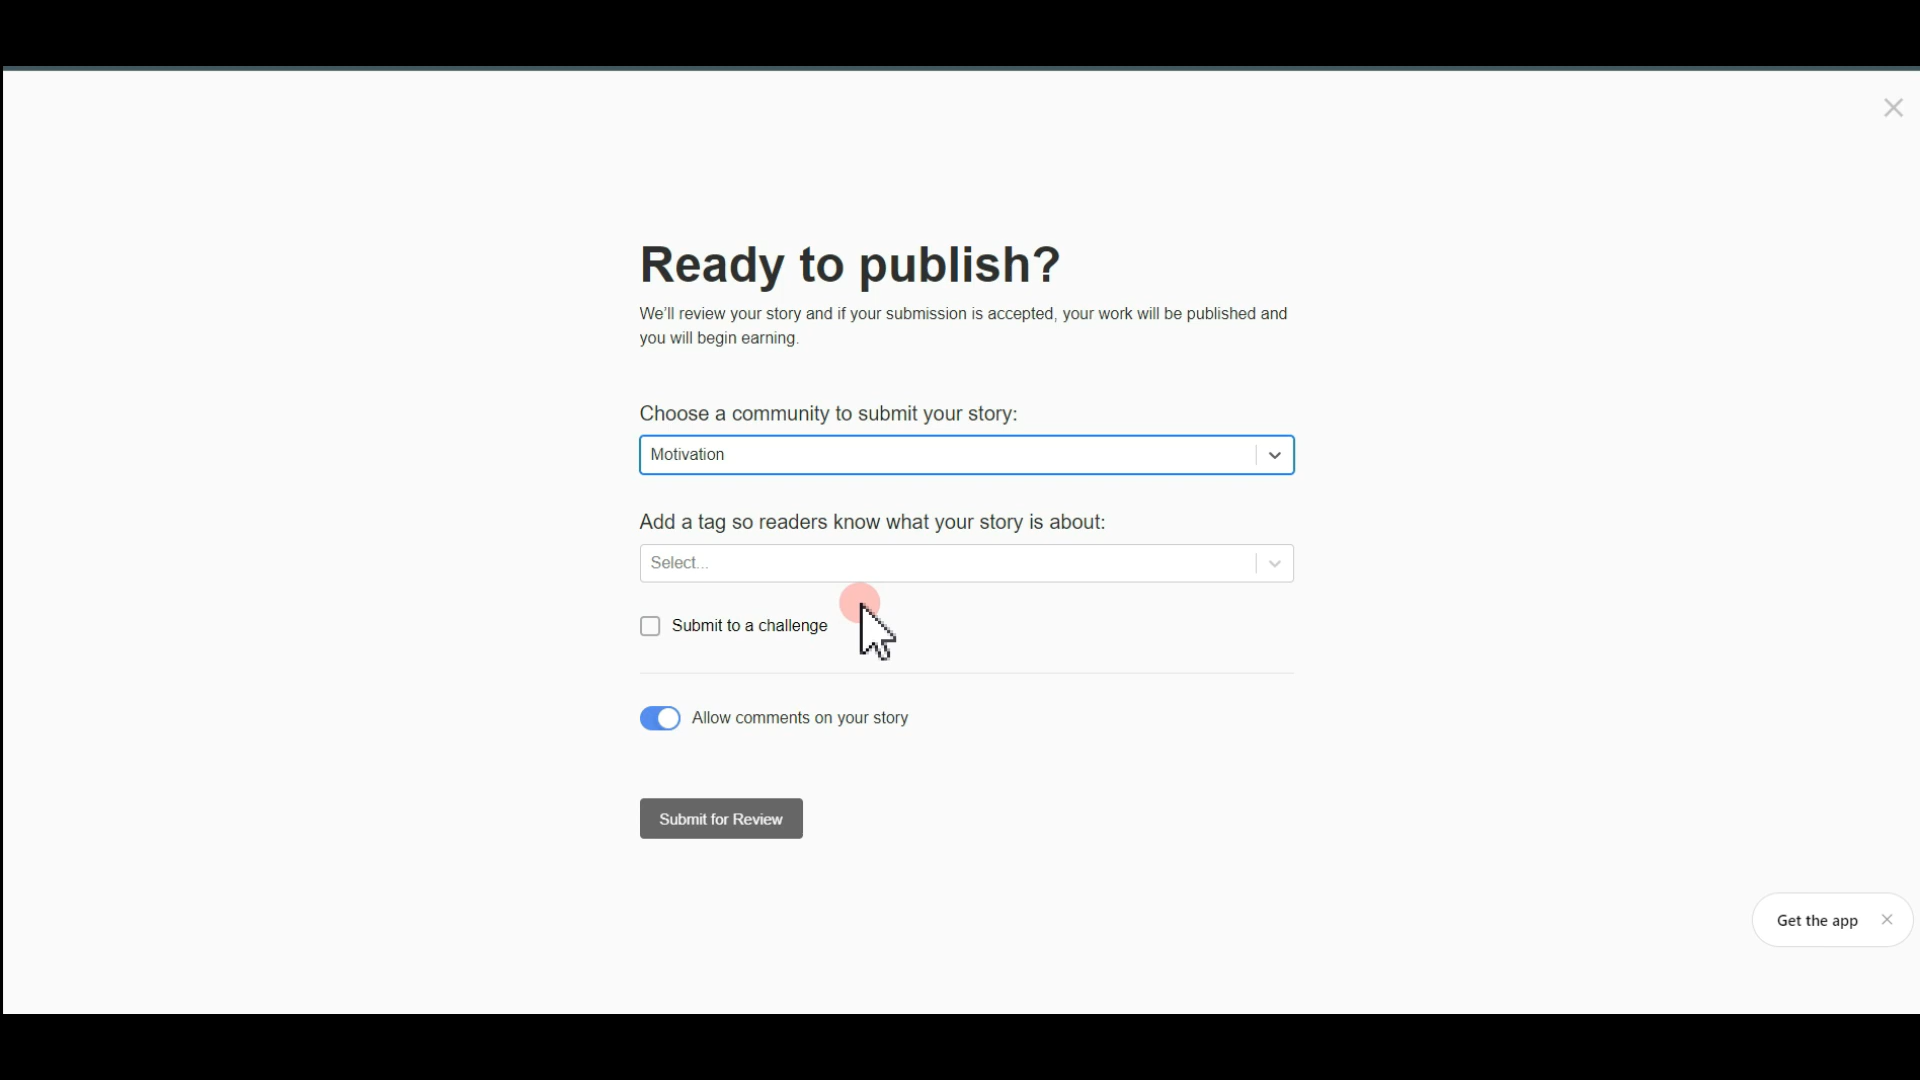 Ready to publish?
We'll review your story and if your submission is accepted, your work will be published and
you will begin earning.
Choose a community to submit your story:
Motivation
Add a tag so readers know what your story is about:
Select...
Submit to a challenge
Allow comments on your story
Submit for Review
Get the app